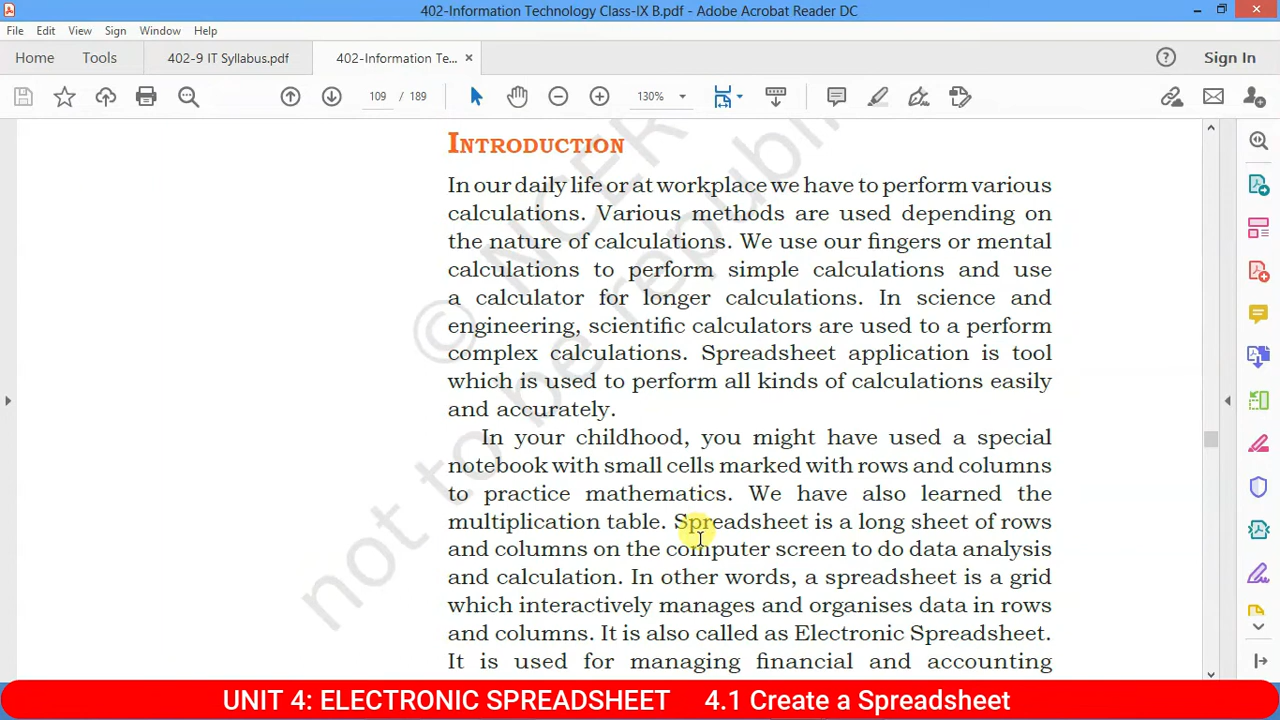 402-Information Technology Class-IX B.pdf - Adobe Acrobat Reader DC
File Edit View Sign Window Help
Home Tools 402-9 IT Syllabus.pdf 402-Information Te... × Sign In
109 / 189 130%
INTRODUCTION
In our daily life or at workplace we have to perform various
calculations. Various methods are used depending on
the nature of calculations. We use our fingers or mental
calculations to perform simple calculations and use
a calculator for longer calculations. In science and
engineering, scientific calculators are used to a perform
complex calculations. Spreadsheet application is tool
which is used to perform all kinds of calculations easily
and accurately.
In your childhood, you might have used a special
notebook with small cells marked with rows and columns
to practice mathematics. We have also learned the
multiplication table. Spreadsheet is a long sheet of rows
and columns on the computer screen to do data analysis
and calculation. In other words, a spreadsheet is a grid
which interactively manages and organises data in rows
and columns. It is also called as Electronic Spreadsheet.
It is used for managing financial and accounting
© NCER
not to be republi
UNIT 4: ELECTRONIC SPREADSHEET 4.1 Create a Spreadsheet